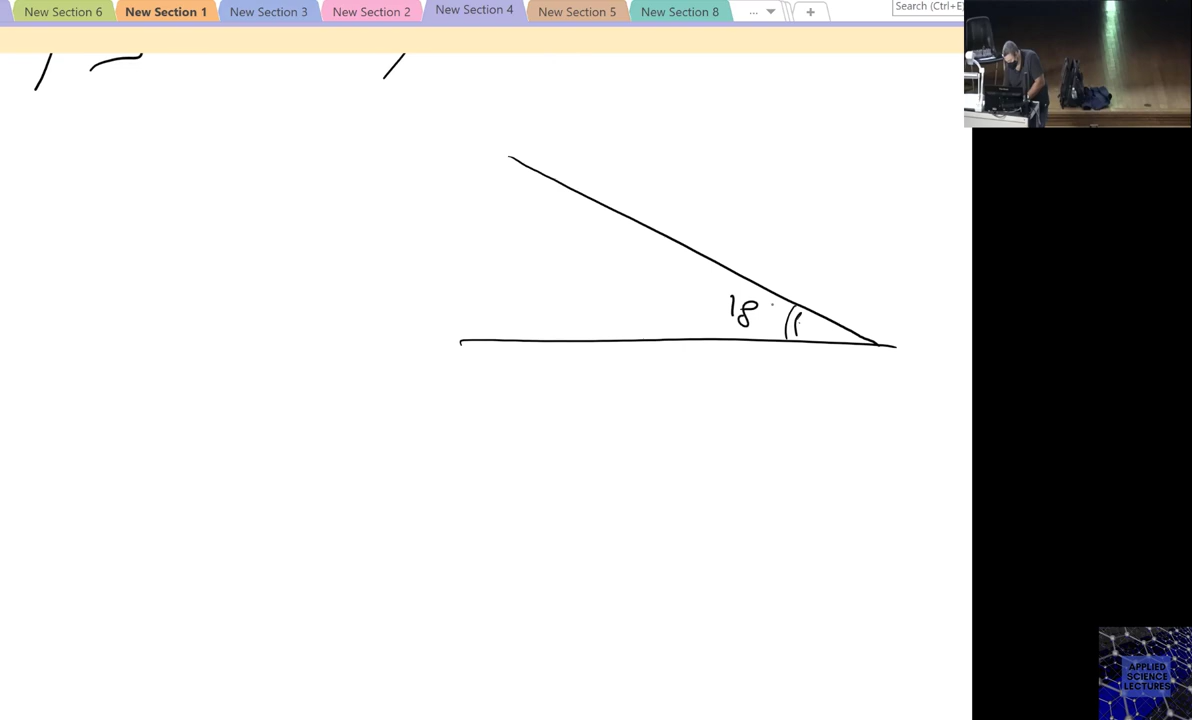 New Section 6 New Section 1 New Section 3 New Section 2 New Section 4 New Section 5 New Section 8 ... + Search (Ctrl+E)
18
APPLIED
SCIENCE
LECTURES